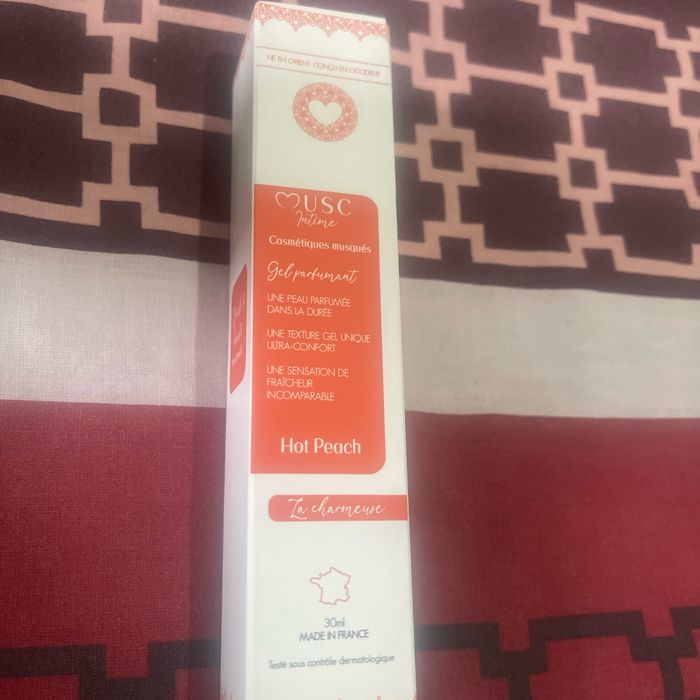 NÉ EN ORIENT, CONÇU EN OCCIDENT
MUSC
Intime
Cosmétiques musqués
Gel parfumant
UNE PEAU PARFUMÉE
DANS LA DURÉE
UNE TEXTURE GEL UNIQUE
ULTRA-CONFORT
UNE SENSATION DE
FRAÎCHEUR
INCOMPARABLE
Hot Peach
La charmeuse
30ml
MADE IN FRANCE
Testé sous contrôle dermatologique